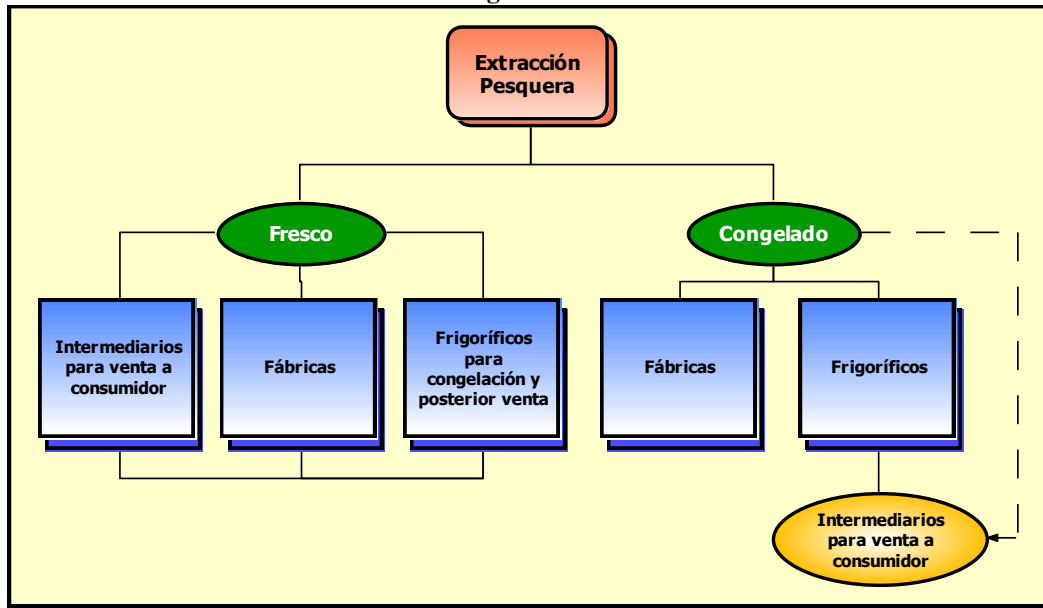 Extracción
Pesquera
Fresco
Congelado
Intermediarios
para venta a
consumidor
Fábricas
Frigoríficos
para
congelación y
posterior venta
Fábricas
Frigoríficos
Intermediarios
para venta a
consumidor